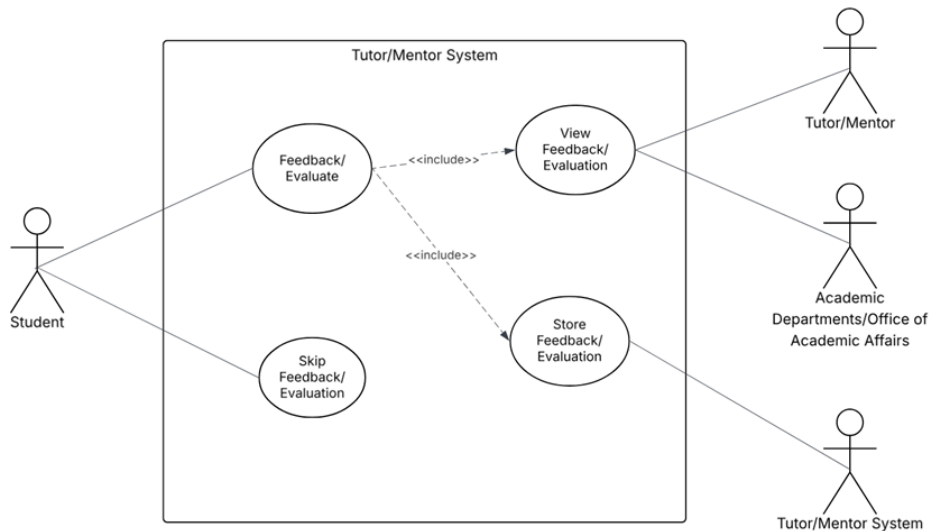 Tutor/Mentor System
Tutor/Mentor
Feedback/
Evaluate
<<include>>
View
Feedback/
Evaluation
<<include>>
Student
Academic
Departments/Office of
Academic Affairs
Skip
Feedback/
Evaluation
Store
Feedback/
Evaluation
Tutor/Mentor System